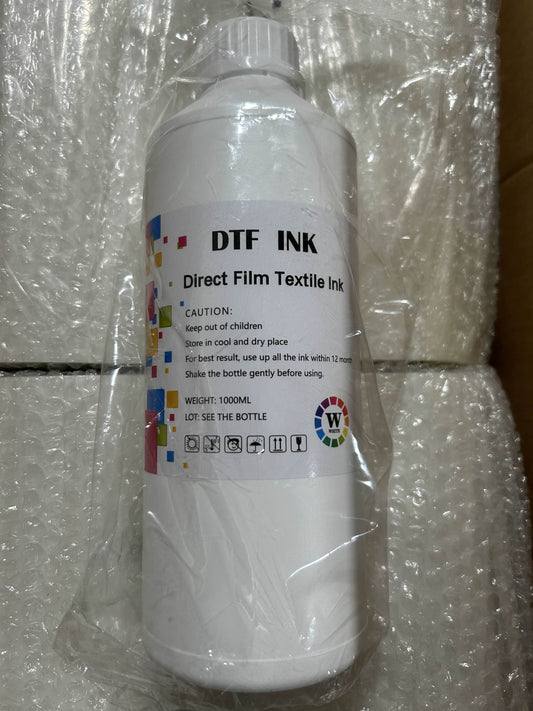 DTF INK
Direct Film Textile Ink
CAUTION:
Keep out of children
Store in cool and dry place
For best result, use up all the ink within 12 month
Shake the bottle gently before using.
WEIGHT: 1000ML
LOT: SEE THE BOTTLE
W
WHITE